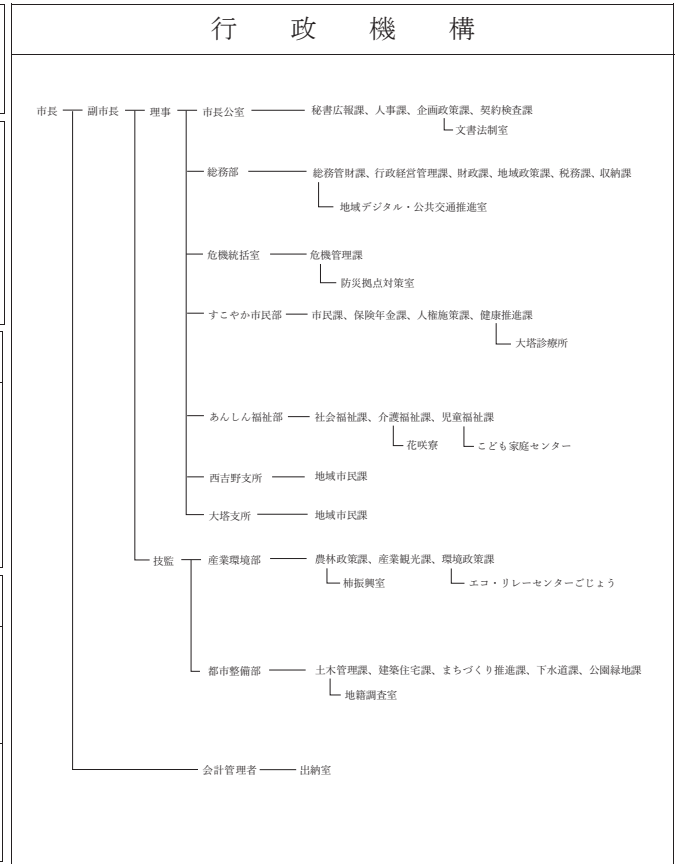 行政機構
市長 副市長 理事 市長公室 秘書広報課、人事課、企画政策課、契約検査課
文書法制室
総務部 総務管財課、行政経営管理課、財政課、地域政策課、税務課、収納課
地域デジタル・公共交通推進室
危機統括室 危機管理課
防災拠点対策室
すこやか市民部 市民課、保険年金課、人権施策課、健康推進課
大塔診療所
あんしん福祉部 社会福祉課、介護福祉課、児童福祉課
花咲寮 こども家庭センター
西吉野支所 地域市民課
大塔支所 地域市民課
技監 産業環境部 農林政策課、産業観光課、環境政策課
柿振興室 エコ・リレーセンターごじょう
都市整備部 土木管理課、建築住宅課、まちづくり推進課、下水道課、公園緑地課
地籍調査室
会計管理者 出納室